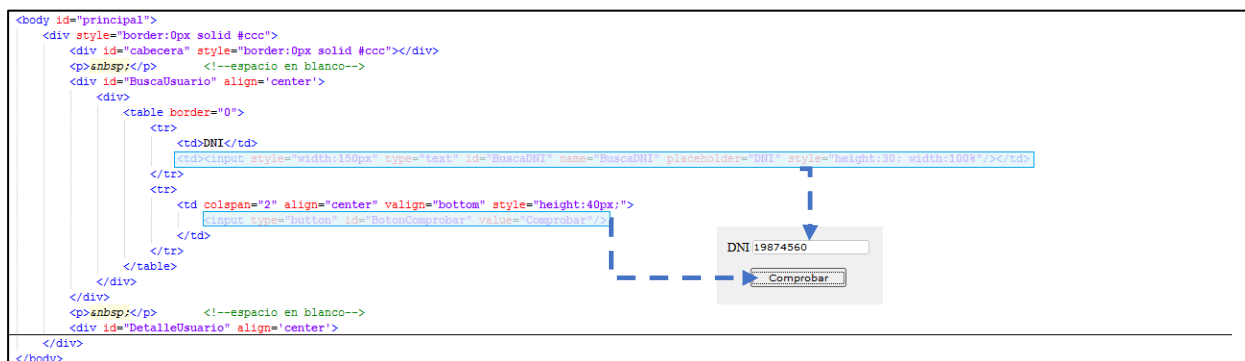 <body id="principal">
<div style="border:0px solid #ccc">
<div id="cabecera" style="border:0px solid #ccc"></div>
<p>&nbsp;</p> <!--espacio en blanco-->
<div id="BuscaUsuario" align='center'>
<div>
<table border="0">
<tr>
<td>DNI</td>
<td><input style="width:150px" type="text" id="BuscaDNI" name="BuscaDNI" placeholder="DNI" style="height:30; width:100%"/></td>
</tr>
<tr>
<td colspan="2" align="center" valign="bottom" style="height:40px;">
<input type="button" id="BotonComprobar" value="Comprobar"/>
</td>
</tr>
</table>
</div>
</div>
<p>&nbsp;</p> <!--espacio en blanco-->
<div id="DetalleUsuario" align='center'>
</div>
</body>
DNI 19874560
Comprobar